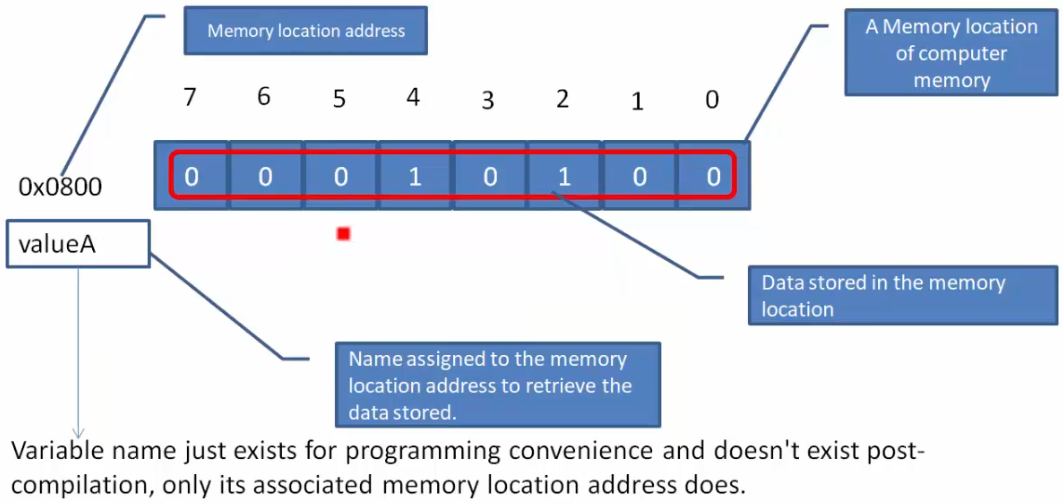 Memory location address
A Memory location
of computer
memory
7 6 5 4 3 2 1 0
0x0800
0 0 0 1 0 1 0 0
valueA
Data stored in the memory
location
Name assigned to the memory
location address to retrieve the
data stored.
Variable name just exists for programming convenience and doesn't exist post-
compilation, only its associated memory location address does.